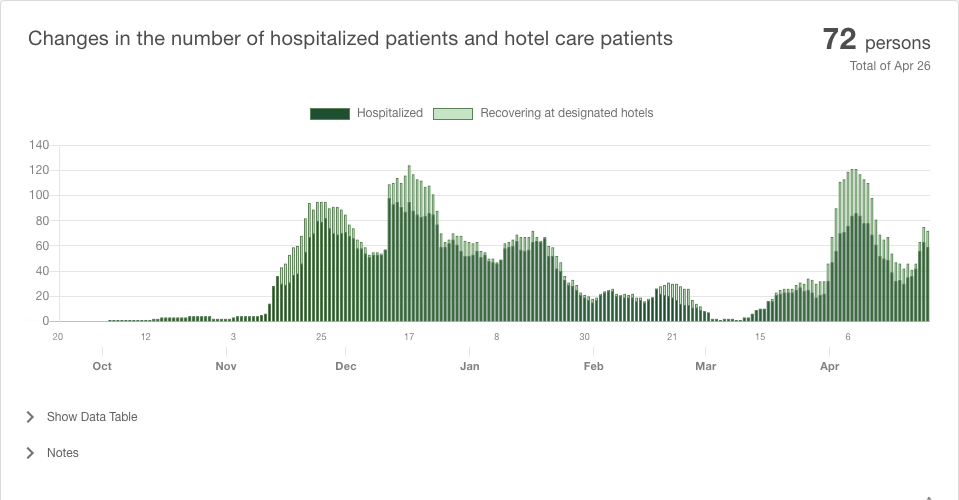 Changes in the number of hospitalized patients and hotel care patients
72 persons
Total of Apr 26
Hospitalized Recovering at designated hotels
140
120
100
80
60
40
20
0
20 12 3 25 17 8 30 21 15 6
Oct Nov Dec Jan Feb Mar Apr
Show Data Table
Notes